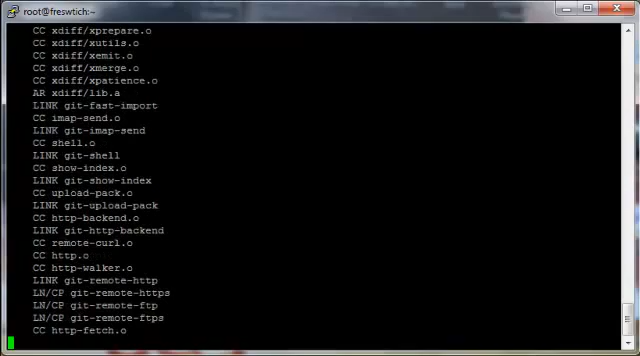 root@freswtich:~
CC xdiff/xprepare.o
CC xdiff/xutils.o
CC xdiff/xemit.o
CC xdiff/xmerge.o
CC xdiff/xpatience.o
AR xdiff/lib.a
LINK git-fast-import
CC imap-send.o
LINK git-imap-send
CC shell.o
LINK git-shell
CC show-index.o
LINK git-show-index
CC upload-pack.o
LINK git-upload-pack
CC http-backend.o
LINK git-http-backend
CC remote-curl.o
CC http.o
CC http-walker.o
LINK git-remote-http
LN/CP git-remote-https
LN/CP git-remote-ftp
LN/CP git-remote-ftps
CC http-fetch.o